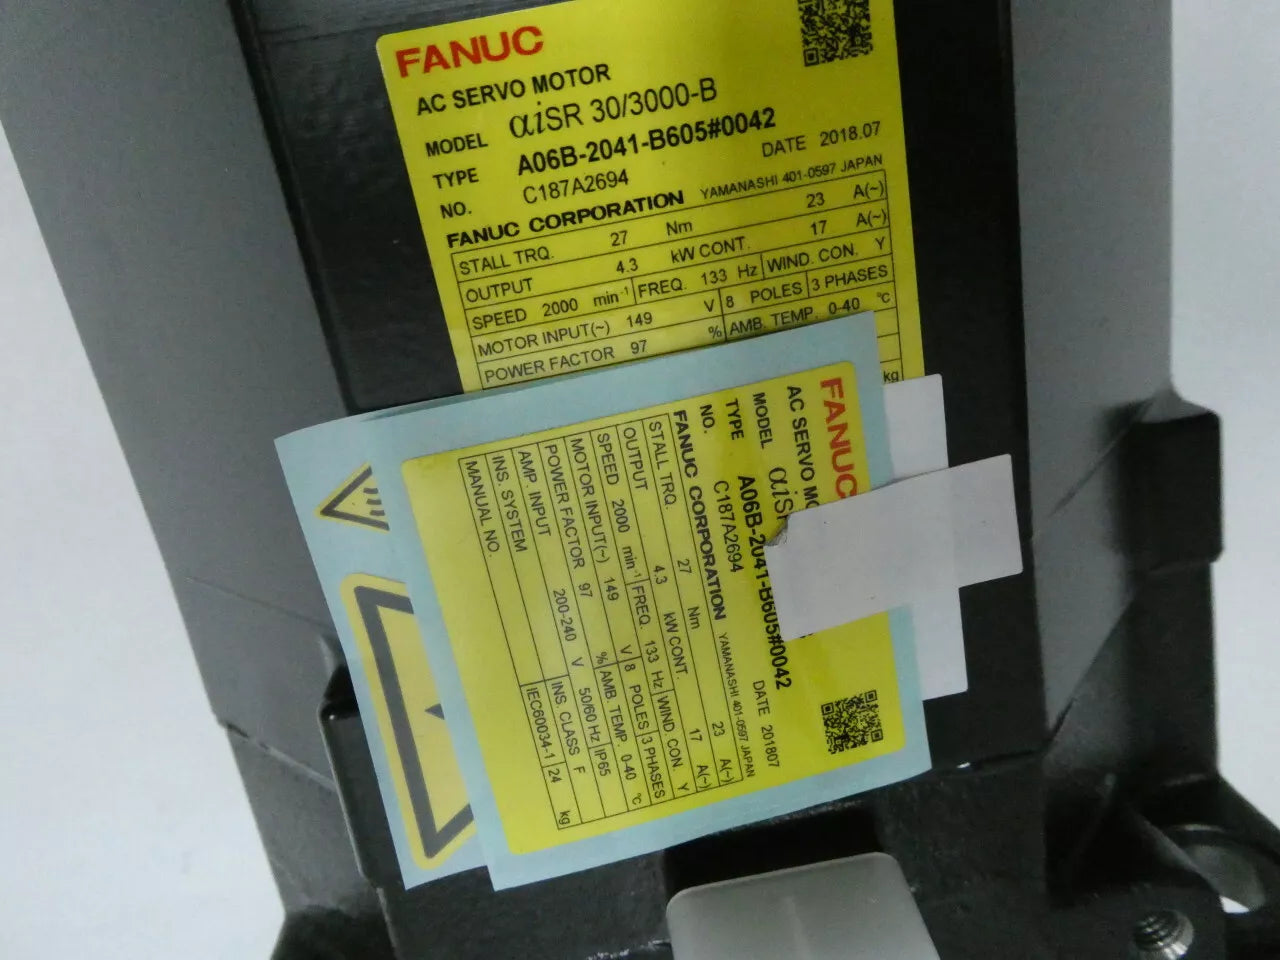 FANUC
AC SERVO MOTOR
MODEL αiSR 30/3000-B
TYPE A06B-2041-B605#0042
NO. C187A2694 DATE 2018.07
FANUC CORPORATION YAMANASHI 401-0597 JAPAN
STALL TRQ. 27 Nm 23 A(~)
OUTPUT 4.3 kW CONT. 17 A(~)
SPEED 2000 min⁻¹ FREQ. 133 Hz WIND. CON. Y
MOTOR INPUT(~) 149 V 8 POLES 3 PHASES
POWER FACTOR 97 % AMB. TEMP. 0-40 °C
kg
FANUC
AC SERVO
MODEL αiS
TYPE A06B-2041-B605#0042
NO. C187A2694 DATE 201807
FANUC CORPORATION YAMANASHI 401-0597 JAPAN
STALL TRQ. 27 Nm 23 A(~)
OUTPUT 4.3 kW CONT. 17 A(~)
SPEED 2000 min⁻¹ FREQ. 133 Hz WIND. CON. Y
MOTOR INPUT(~) 149 V 8 POLES 3 PHASES
POWER FACTOR 97 % AMB. TEMP. 0-40 °C
AMP. INPUT 200-240 V 50/60 Hz IP65
INS. SYSTEM INS. CLASS F
MANUAL NO. IEC60034-1 24 kg